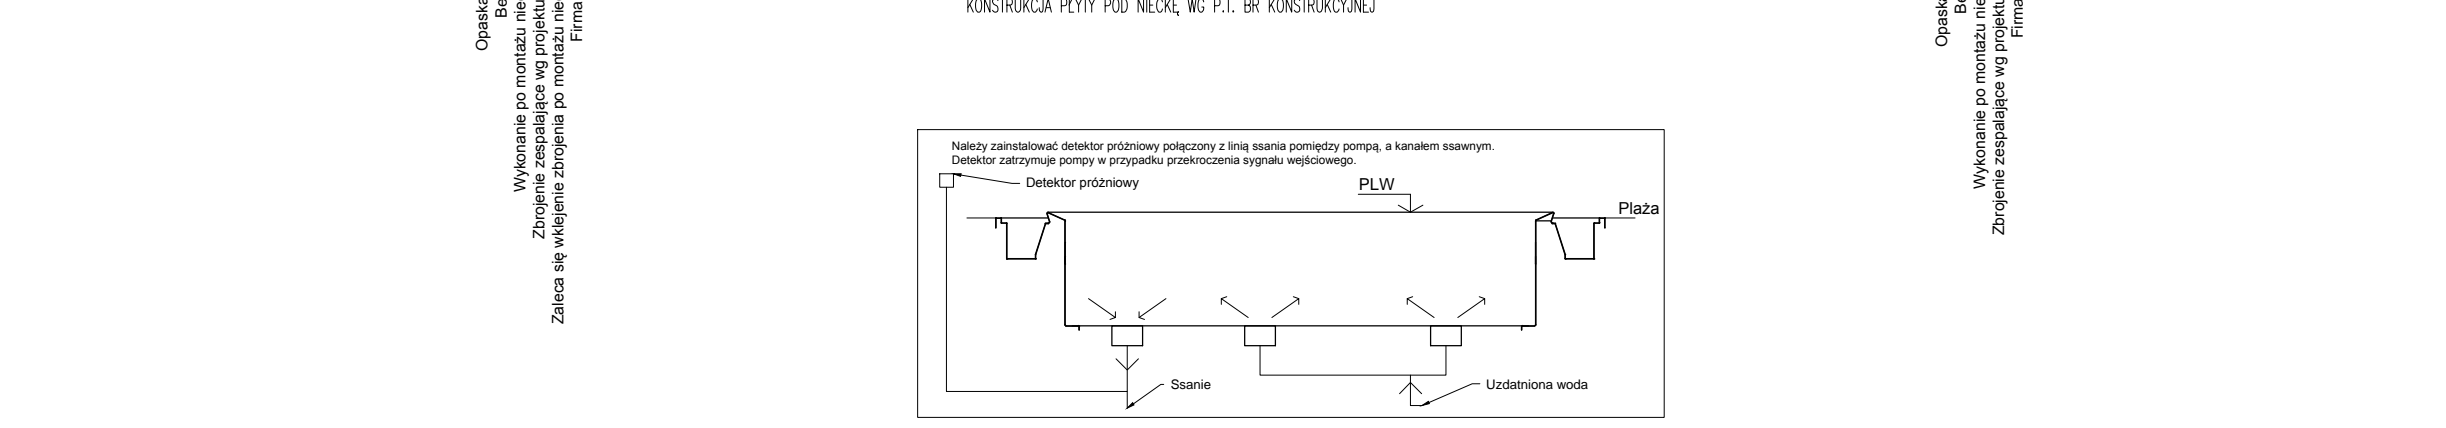 KONSTRUKCJA PŁYTY POD NIECKĘ WG P.T. BR KONSTRUKCYJNEJ
Opaska
Wykonanie po montażu
Zbrojenie zespalające wg projektu
Zaleca się wklejenie zbrojenia po montażu
Firma
Należy zainstalować detektor próżniowy połączony z linią ssania pomiędzy pompą, a kanałem ssawnym.
Detektor zatrzymuje pompy w przypadku przekroczenia sygnału wejściowego.
Detektor próżniowy
PLW
Plaża
Ssanie
Uzdatniona woda
Opaska
Wykonanie po montażu
Zbrojenie zespalające wg projektu
Firma